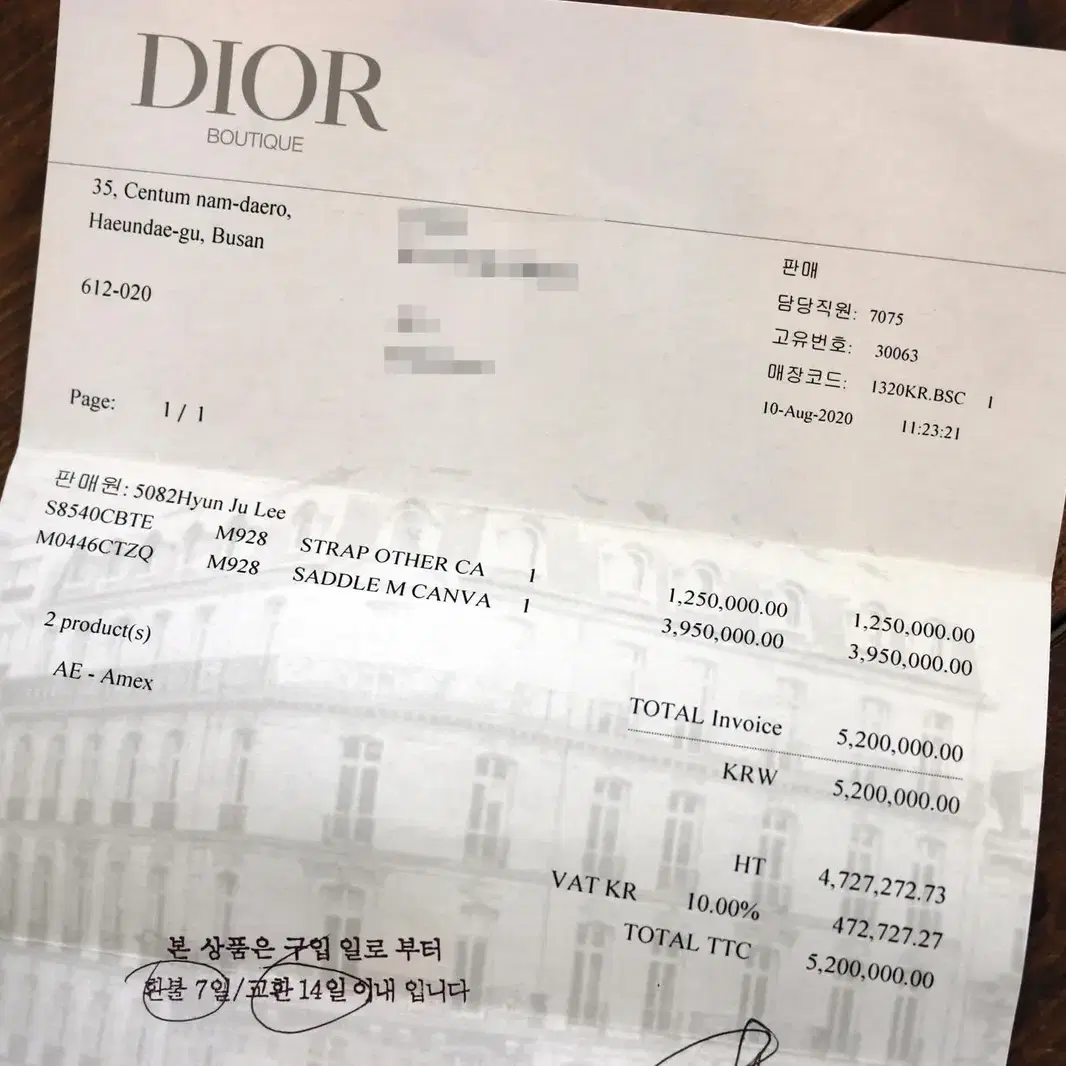 DIOR
BOUTIQUE
35, Centum nam-daero,
Haeundae-gu, Busan
612-020
판매
담당직원: 7075
고유번호: 30063
매장코드: 1320KR.BSC 1
10-Aug-2020 11:23:21
Page: 1 / 1
판매원: 5082Hyun Ju Lee
S8540CBTE M928 STRAP OTHER CA 1 1,250,000.00 1,250,000.00
M0446CTZQ M928 SADDLE M CANVA 1 3,950,000.00 3,950,000.00
2 product(s)
AE - Amex
TOTAL Invoice 5,200,000.00
KRW 5,200,000.00
HT 4,727,272.73
VAT KR 10.00% 472,727.27
TOTAL TTC 5,200,000.00
본 상품은 구입 일로 부터
환불 7일/교환 14일이내 입니다